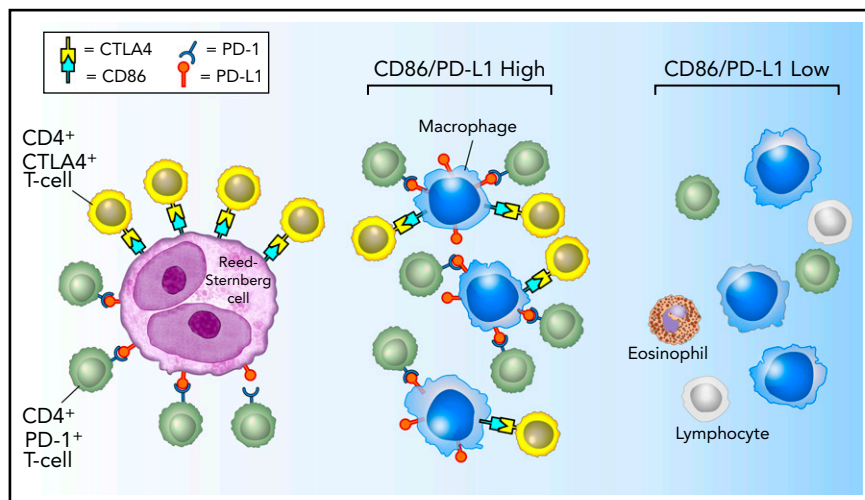 = CTLA4
= CD86
= PD-1
= PD-L1
CD86/PD-L1 High
CD86/PD-L1 Low
Macrophage
CD4⁺
CTLA4⁺
T-cell
Reed-
Sternberg
cell
Eosinophil
Lymphocyte
CD4⁺
PD-1⁺
T-cell